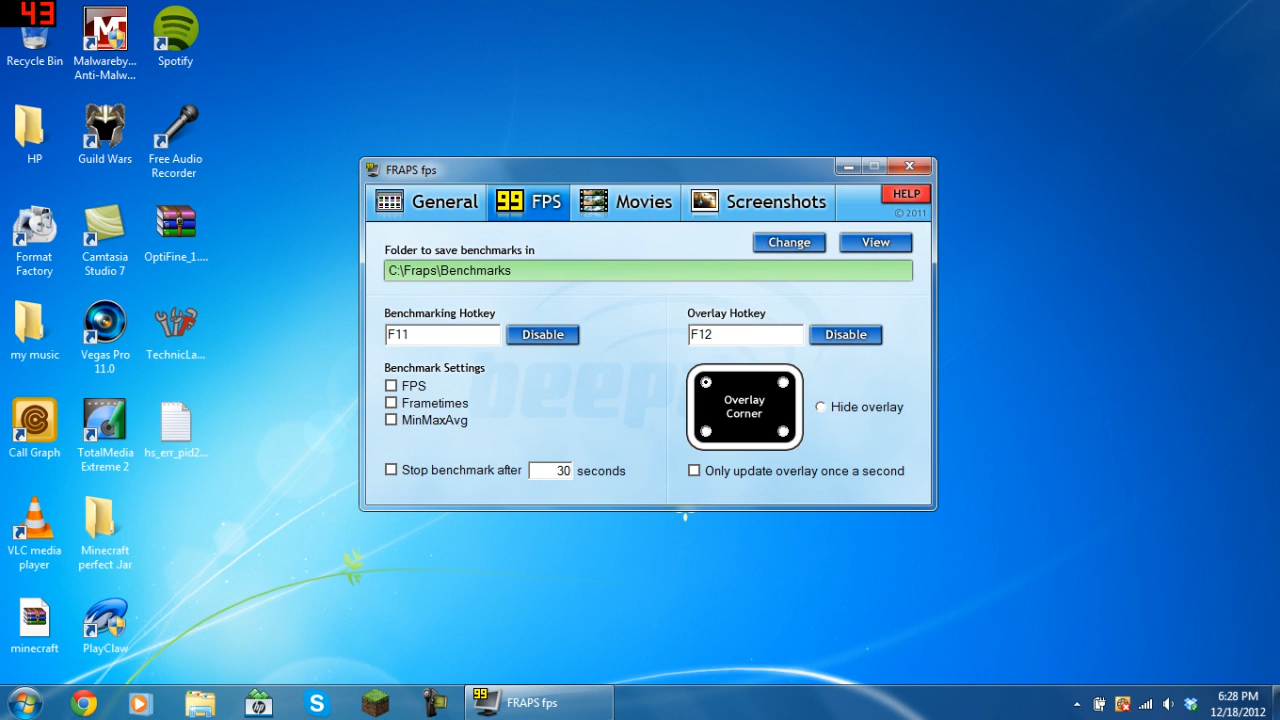 43
Recycle Bin
Malwareby...
Anti-Malw...
Spotify
HP
Guild Wars
Free Audio
Recorder
Format
Factory
Camtasia
Studio 7
OptiFine_1....
my music
Vegas Pro
11.0
TechnicLa...
Call Graph
TotalMedia
Extreme 2
hs_err_pid2...
VLC media
player
Minecraft
perfect Jar
minecraft
PlayClaw
FRAPS fps
General
99
FPS
Movies
Screenshots
HELP
© 2011
Folder to save benchmarks in
Change
View
C:\Fraps\Benchmarks
Benchmarking Hotkey
F11
Disable
Overlay Hotkey
F12
Disable
Benchmark Settings
FPS
Frametimes
MinMaxAvg
Overlay
Corner
Hide overlay
Stop benchmark after
30
seconds
Only update overlay once a second
beep
hp
99
FRAPS fps
6:28 PM
12/18/2012